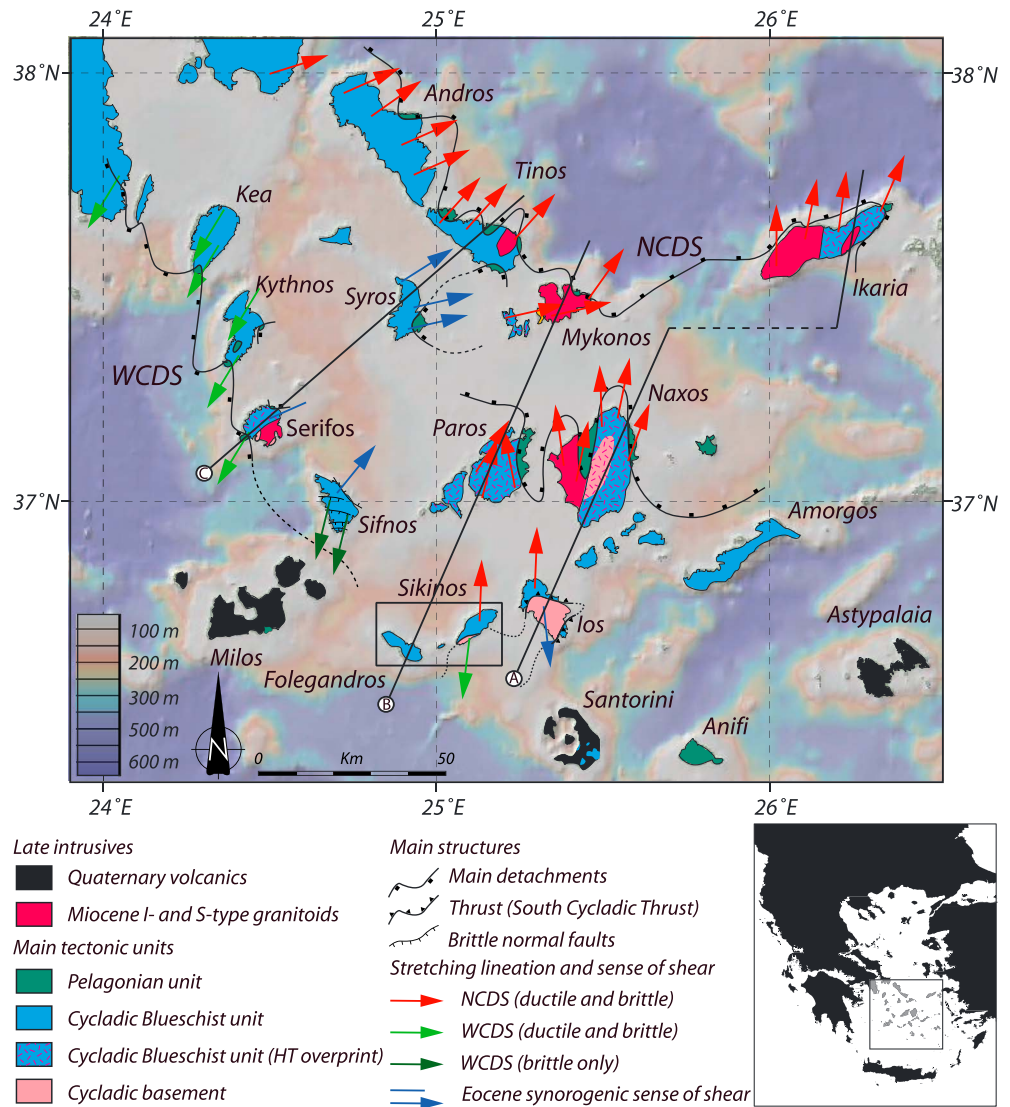 24°E 25°E 26°E
38°N 38°N
Andros
Tinos
Kea
NCDS
Kythnos
Syros
Ikaria
Mykonos
WCDS
Naxos
Serifos
Paros
C
37°N 37°N
Sifnos
Amorgos
Sikinos
Astypalaia
Ios
100 m
200 m
300 m
500 m
600 m
Milos
Folegandros
A
B
Santorini
Anifi
N
0 Km 50
24°E 25°E 26°E
Late intrusives
Quaternary volcanics
Miocene I- and S-type granitoids
Main tectonic units
Pelagonian unit
Cycladic Blueschist unit
Cycladic Blueschist unit (HT overprint)
Cycladic basement
Main structures
Main detachments
Thrust (South Cycladic Thrust)
Brittle normal faults
Stretching lineation and sense of shear
NCDS (ductile and brittle)
WCDS (ductile and brittle)
WCDS (brittle only)
Eocene synorogenic sense of shear